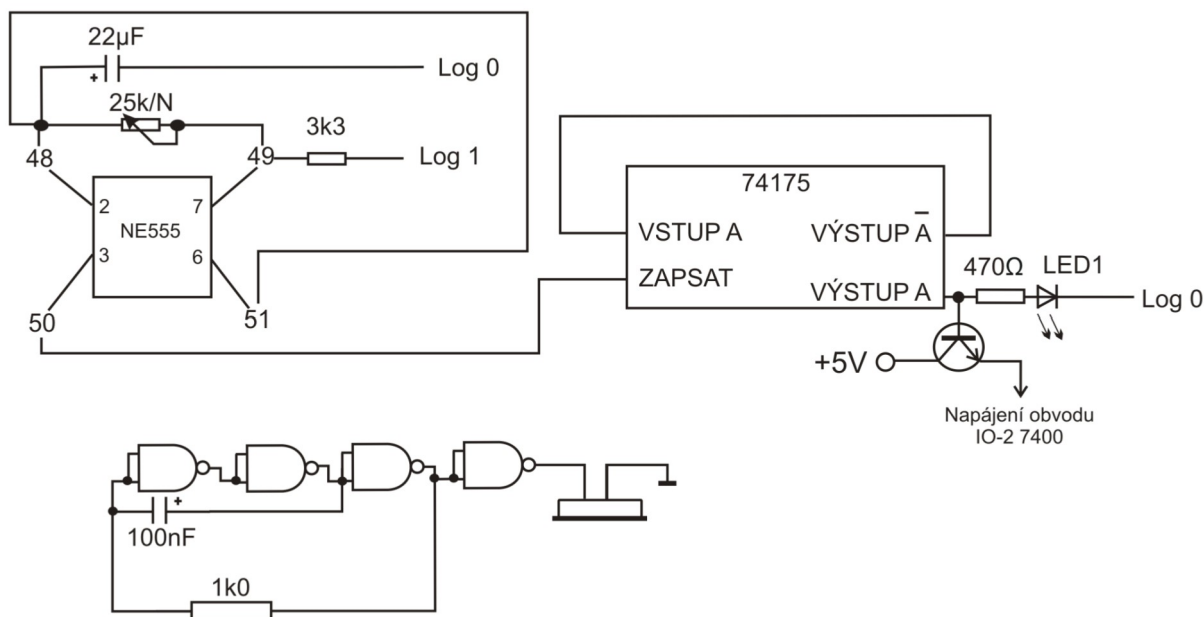 22µF
+
Log 0
25k/N
3k3
48
49
Log 1
2
7
NE555
3
6
50
51
74175
VSTUP A
VÝSTUP A̅
ZAPSAT
VÝSTUP A
470Ω
LED1
Log 0
+5V
Napájení obvodu
IO-2 7400
+
100nF
1k0